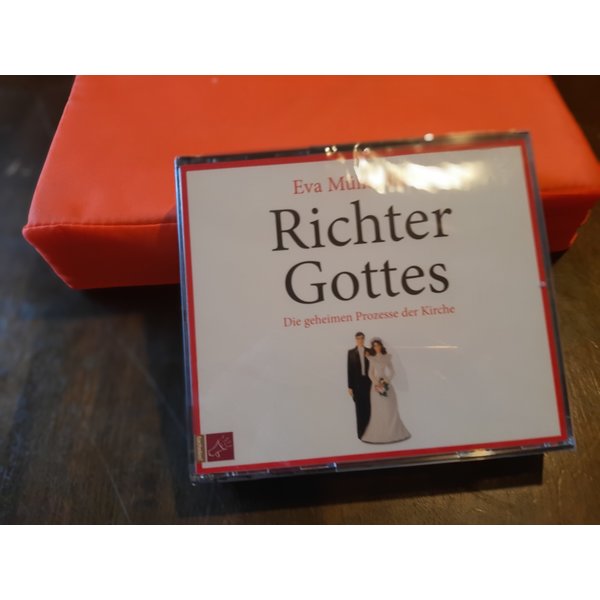 Eva
Richter
Gottes
Die geheimen Prozesse der Kirche